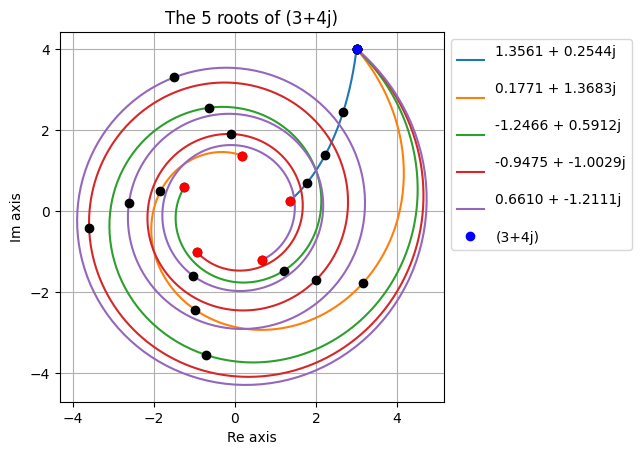 The 5 roots of (3+4j)
4
2
0
−2
−4
Im axis
−4
−2
0
2
4
Re axis
1.3561 + 0.2544j
0.1771 + 1.3683j
-1.2466 + 0.5912j
-0.9475 + -1.0029j
0.6610 + -1.2111j
(3+4j)